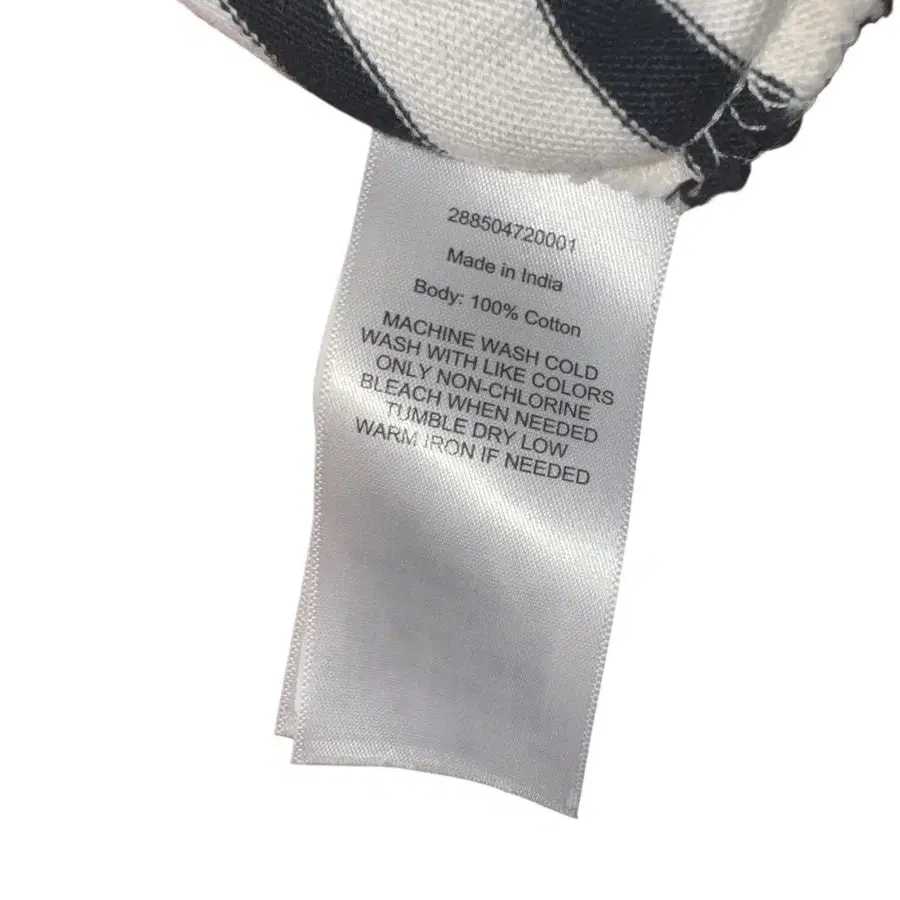 288504720001
Made in India
Body: 100% Cotton
MACHINE WASH COLD
WASH WITH LIKE COLORS
ONLY NON-CHLORINE
BLEACH WHEN NEEDED
TUMBLE DRY LOW
WARM IRON IF NEEDED